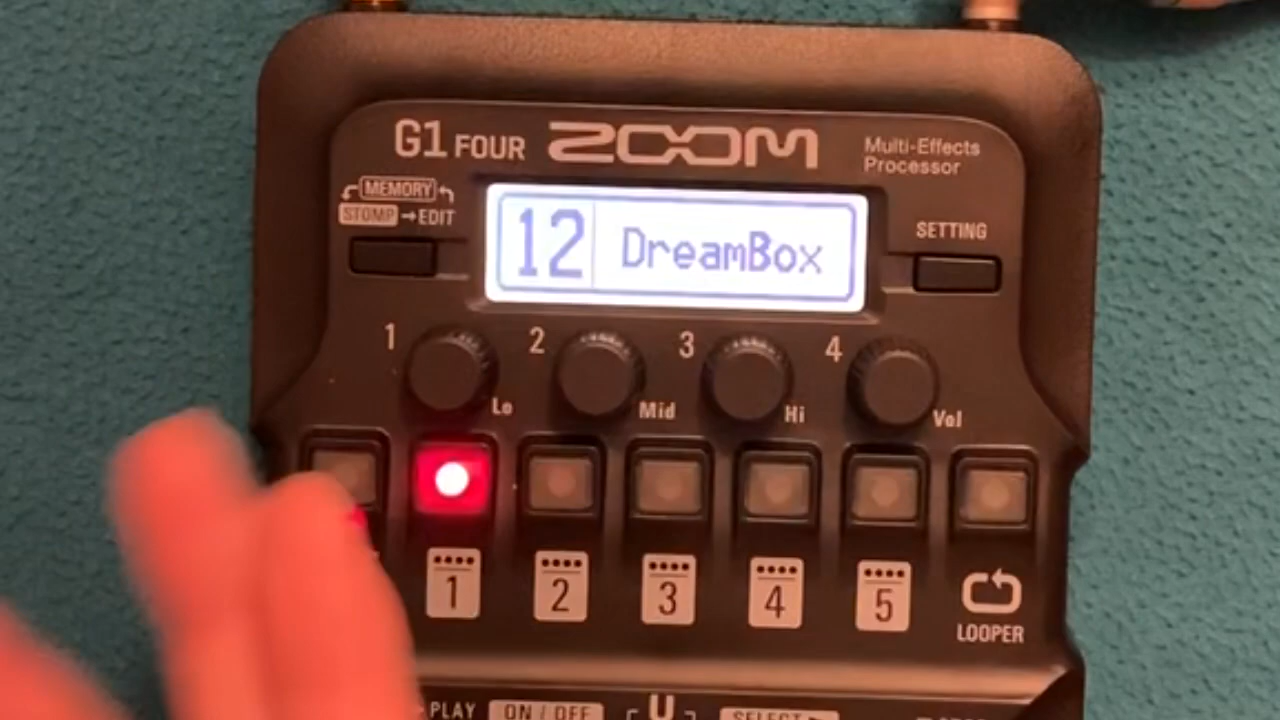 G1 FOUR ZOOM
Multi-Effects
Processor
MEMORY
STOMP → EDIT
SETTING
12 DreamBox
1 2 3 4
Lo Mid Hi Vol
1 2 3 4 5
LOOPER
PLAY ON / OFF U SELECT